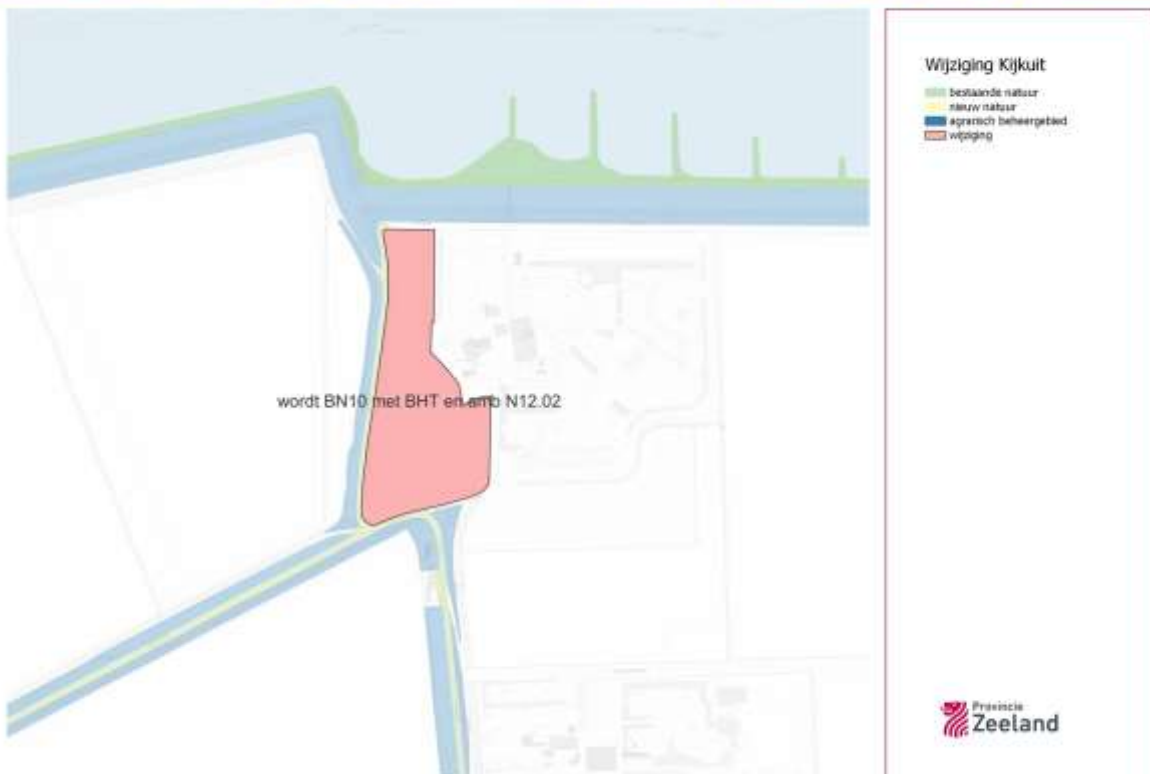 Wijziging Kijkuit
bestaande natuur
nieuw natuur
agrarisch beheergebied
wijziging
wordt BN10 met BHT en amb N12.02
Provincie
Zeeland